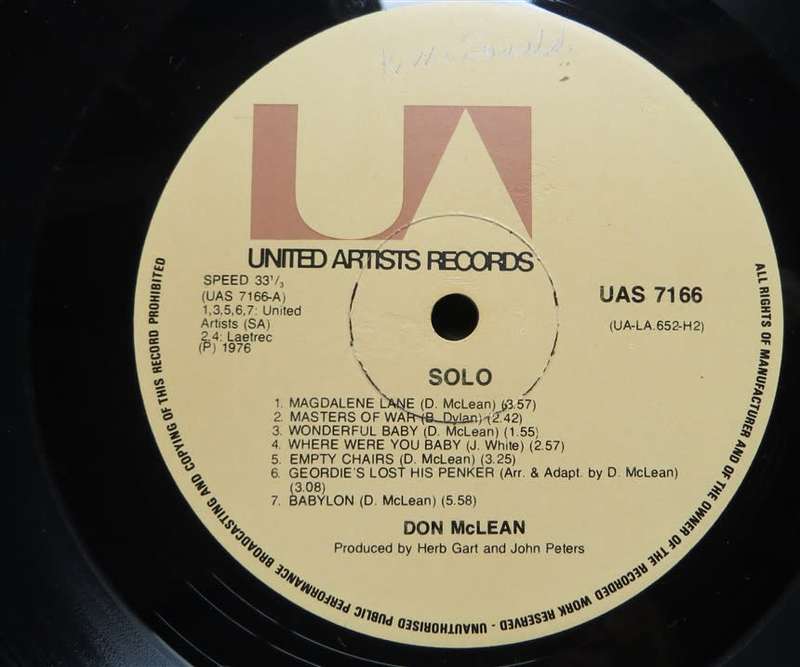 UA
UNITED ARTISTS RECORDS
SPEED 33 1/3
(UAS 7166-A)
1,3,5,6,7: United
Artists (SA)
2,4: Laetrec
(P) 1976
UAS 7166
(UA-LA.652-H2)
SOLO
1. MAGDALENE LANE (D. McLean) (3.57)
2. MASTERS OF WAR (B. Dylan) (2.42)
3. WONDERFUL BABY (D. McLean) (1.55)
4. WHERE WERE YOU BABY (J. White) (2.57)
5. EMPTY CHAIRS (D. McLean) (3.25)
6. GEORDIE'S LOST HIS PENKER (Arr. & Adapt. by D. McLean)
(3.08)
7. BABYLON (D. McLean) (5.58)
DON McLEAN
Produced by Herb Gart and John Peters
ALL RIGHTS OF MANUFACTURER AND OF THE OWNER OF THE RECORDED WORK RESERVED - UNAUTHORISED PUBLIC PERFORMANCE BROADCASTING AND COPYING OF THIS RECORD PROHIBITED